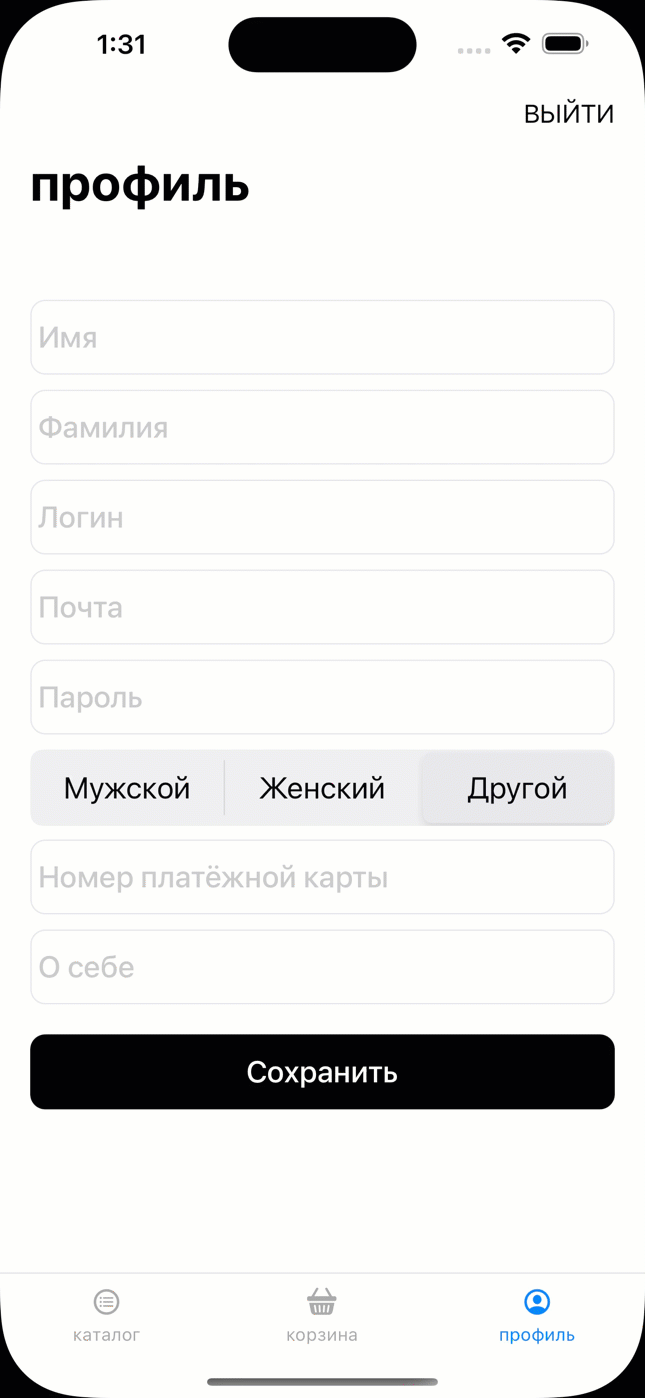 1:31
ВЫЙТИ
профиль
Имя
Фамилия
Логин
Почта
Пароль
Мужской Женский Другой
Номер платёжной карты
О себе
Сохранить
каталог корзина профиль